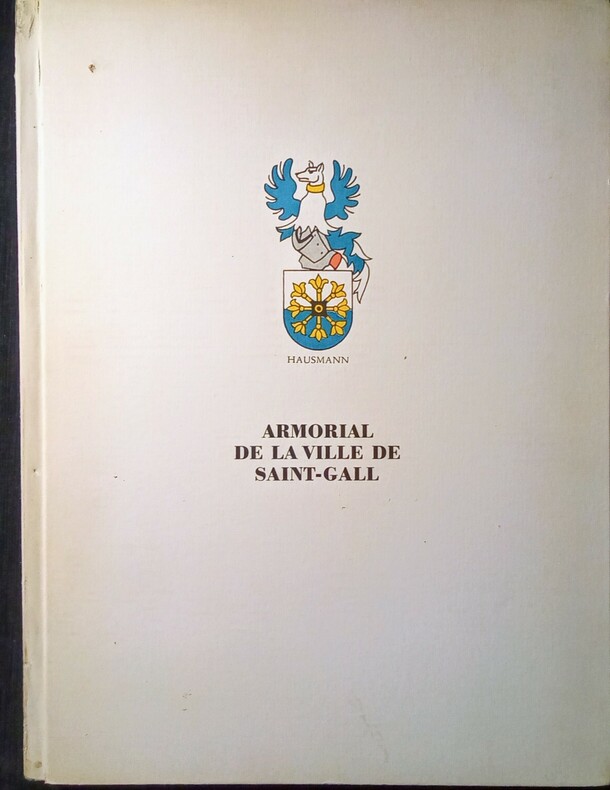 HAUSMANN
ARMORIAL
DE LA VILLE DE
SAINT-GALL